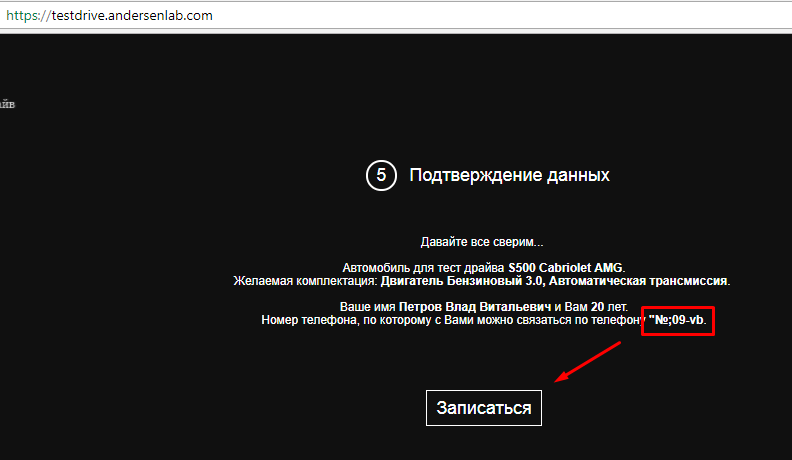 https://testdrive.andersenlab.com
5 Подтверждение данных
Давайте все сверим...
Автомобиль для тест драйва S500 Cabriolet AMG.
Желаемая комплектация: Двигатель Бензиновый 3.0, Автоматическая трансмиссия.
Ваше имя Петров Влад Витальевич и Вам 20 лет.
Номер телефона, по которому с Вами можно связаться по телефону "№;09-vb.
Записаться